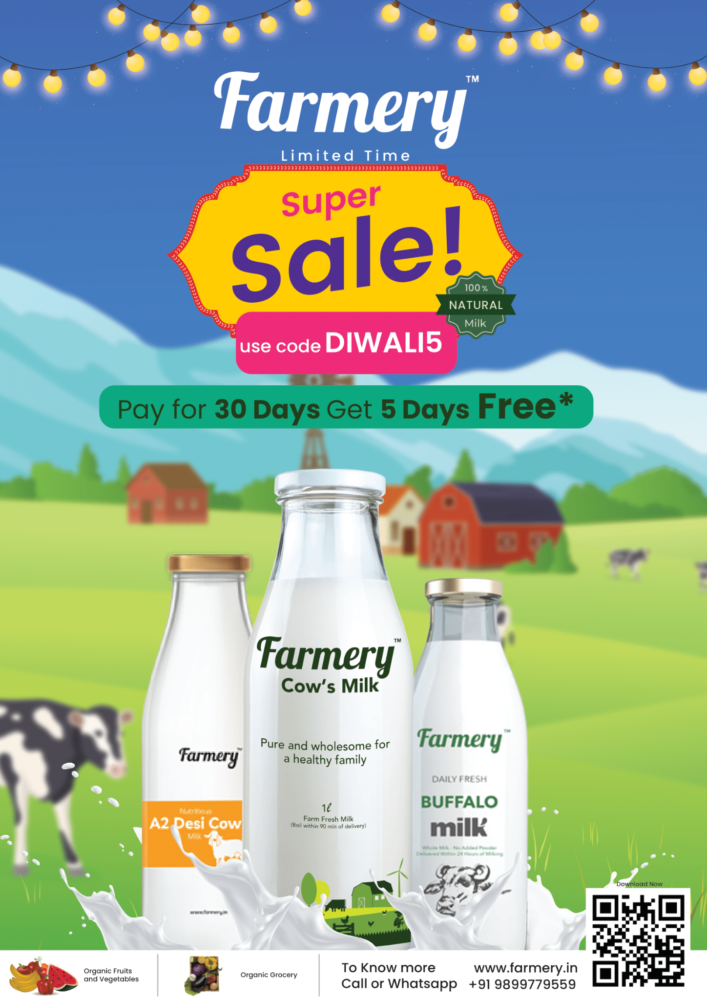 Farmery™
Limited Time
Super
Sale!
100%
NATURAL
Milk
use code DIWALI5
Pay for 30 Days Get 5 Days Free*
Farmery™
Cow's Milk
Pure and wholesome for
a healthy family
1ℓ
Farm Fresh Milk
(Boil within 90 min of delivery)
Farmery™
Nutritious
A2 Desi Cow
Milk
www.farmery.in
Farmery™
DAILY FRESH
BUFFALO
milk
Whole Milk - No Added Powder
Delivered Within 24 Hours of Milking
Download Now
Organic Fruits
and Vegetables
Organic Grocery
To Know more www.farmery.in
Call or Whatsapp +91 9899779559